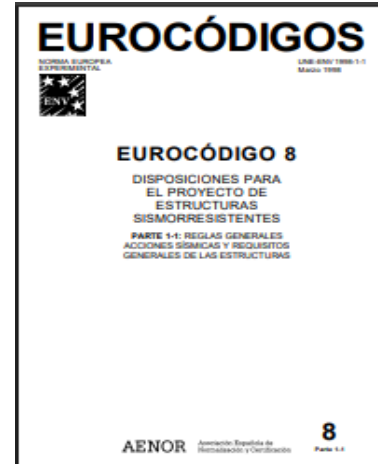 EUROCÓDIGOS
NORMA EUROPEA
EXPERIMENTAL
UNE-ENV 1998-1-1
Marzo 1998
ENV
EUROCÓDIGO 8
DISPOSICIONES PARA
EL PROYECTO DE
ESTRUCTURAS
SISMORRESISTENTES
PARTE 1-1: REGLAS GENERALES
ACCIONES SÍSMICAS Y REQUISITOS
GENERALES DE LAS ESTRUCTURAS
AENOR
Asociación Española de
Normalización y Certificación
8
Parte 1-1